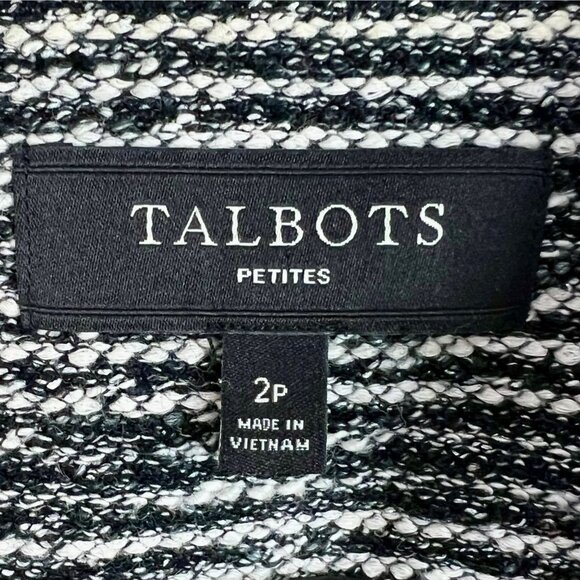 TALBOTS
PETITES
2P
MADE IN
VIETNAM